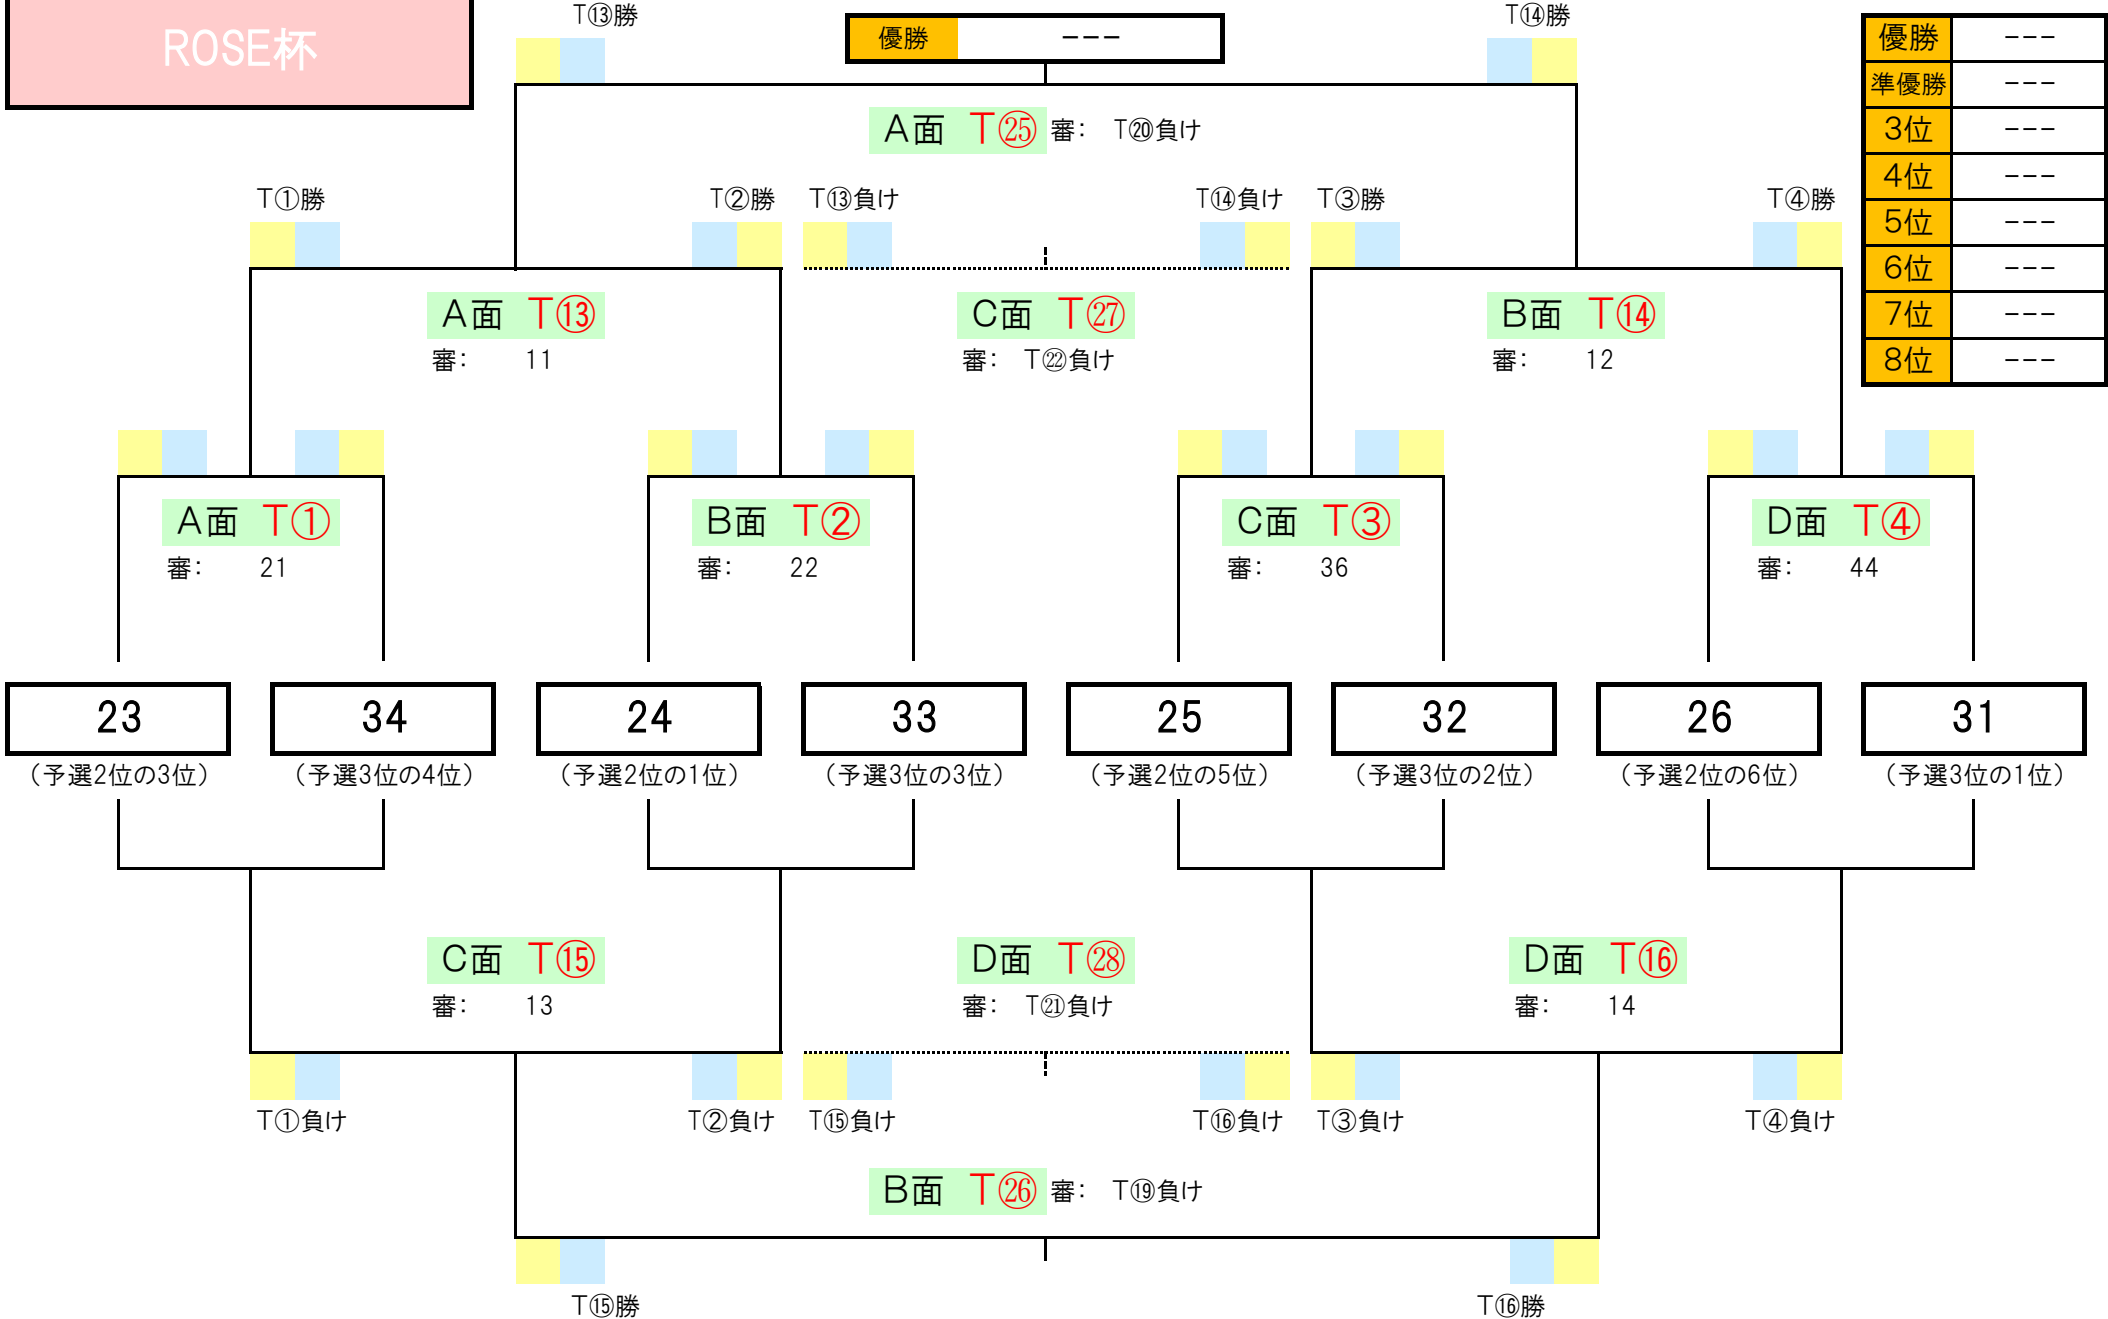 T⑬勝
T⑭勝
ROSE杯
優勝 ---
優勝 ---
準優勝 ---
3位 ---
4位 ---
5位 ---
6位 ---
7位 ---
8位 ---
A面 T㉕ 審: T⑳負け
T①勝
T②勝
T⑬負け
T⑭負け
T③勝
T④勝
A面 T⑬
審: 11
C面 T㉗
審: T㉒負け
B面 T⑭
審: 12
A面 T①
審: 21
B面 T②
審: 22
C面 T③
審: 36
D面 T④
審: 44
23
34
24
33
25
32
26
31
(予選2位の3位)
(予選3位の4位)
(予選2位の1位)
(予選3位の3位)
(予選2位の5位)
(予選3位の2位)
(予選2位の6位)
(予選3位の1位)
C面 T⑮
審: 13
D面 T㉘
審: T㉑負け
D面 T⑯
審: 14
T①負け
T②負け
T⑮負け
T⑯負け
T③負け
T④負け
B面 T㉖ 審: T⑲負け
T⑮勝
T⑯勝